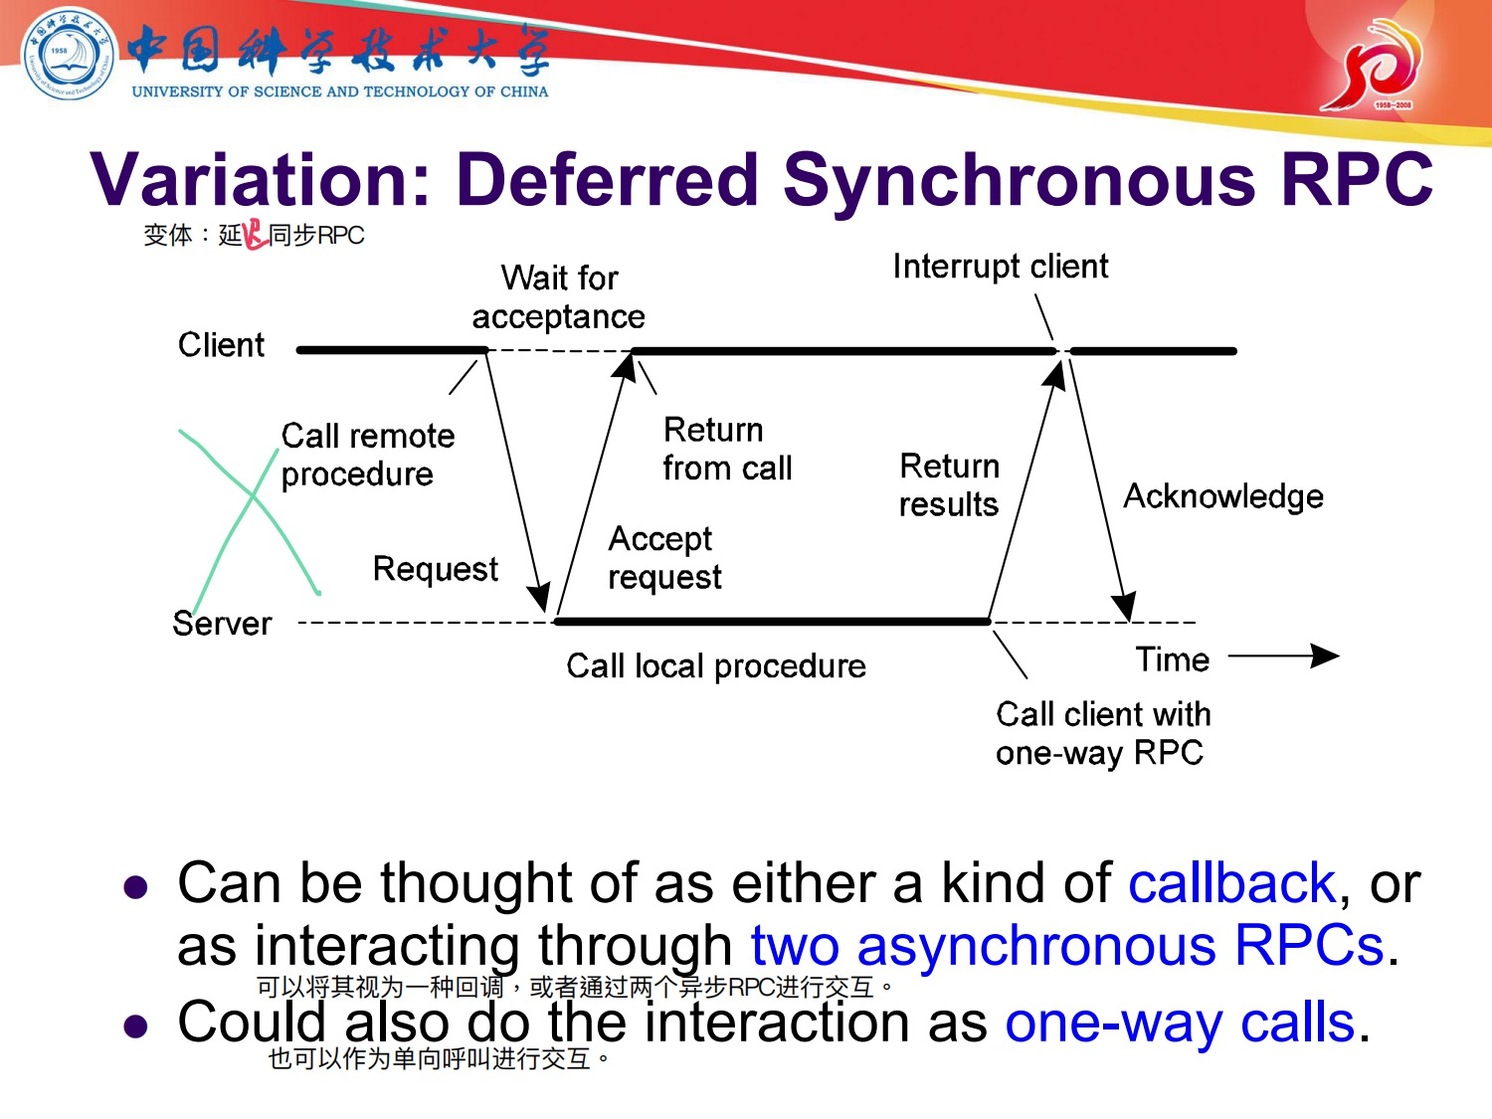 中国科学技术大学
UNIVERSITY OF SCIENCE AND TECHNOLOGY OF CHINA
1958
1958—2008
Variation: Deferred Synchronous RPC
变体：延迟同步RPC
Wait for
acceptance
Interrupt client
Client
Call remote
procedure
Return
from call
Return
results
Acknowledge
Accept
request
Request
Server
Call local procedure
Time
Call client with
one-way RPC
Can be thought of as either a kind of callback, or
as interacting through two asynchronous RPCs.
可以将其视为一种回调，或者通过两个异步RPC进行交互。
Could also do the interaction as one-way calls.
也可以作为单向呼叫进行交互。